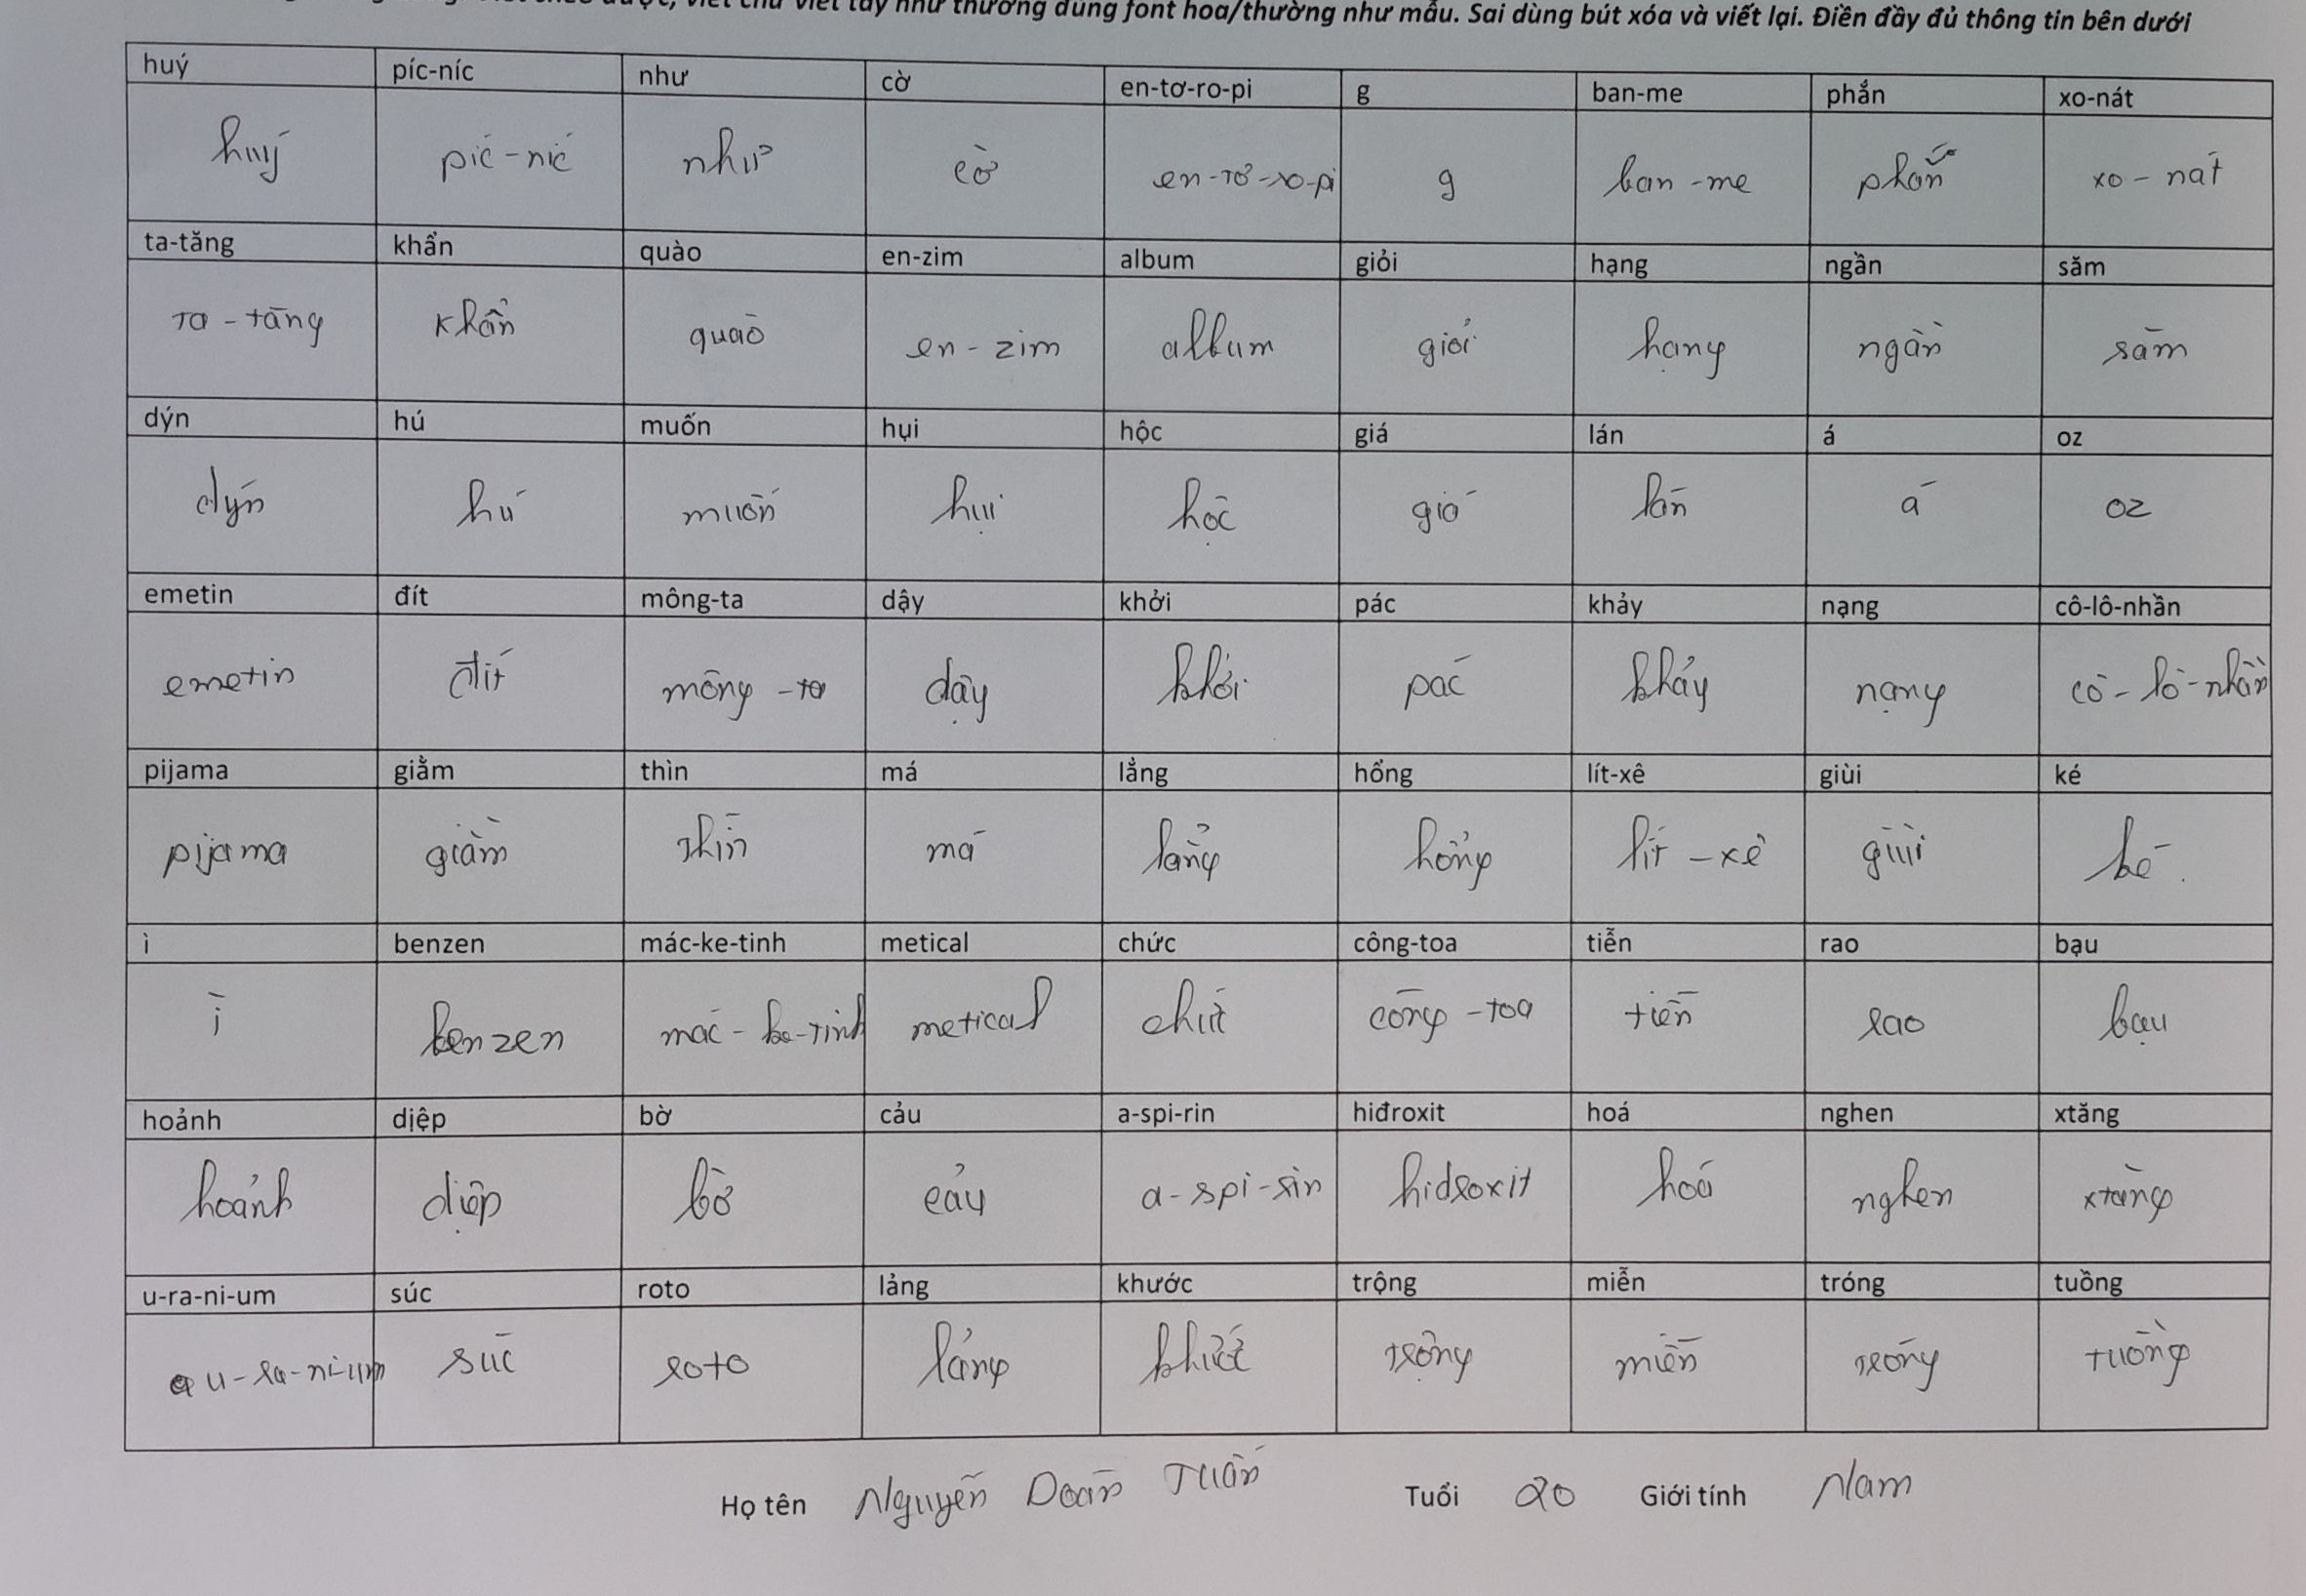 viết chữ viết tay như thường dùng font hoa/thường như mẫu. Sai dùng bút xóa và viết lại. Điền đầy đủ thông tin bên dưới
huý píc-níc như cờ en-tơ-ro-pi g ban-me phắn xo-nát
huý píc-níc như cờ en-tơ-ro-pi g ban-me phắn xo-nát
ta-tăng khẩn quào en-zim album giỏi hạng ngần săm
ta-tăng khẩn quào en-zim album giỏi hạng ngần săm
dýn hú muốn hụi hộc giá lán á oz
dýn hú muốn hụi hộc giá lán á oz
emetin đít mông-ta dậy khởi pác khảy nạng cô-lô-nhần
emetin đít mông-ta dậy khởi pác khảy nạng cô-lô-nhần
pijama giằm thìn má lẳng hổng lít-xê giùi ké
pijama giằm thìn má lẳng hổng lít-xê giùi ké
ì benzen mác-ke-tinh metical chức công-toa tiễn rao bạu
ì benzen mác-ke-tinh metical chức công-toa tiễn rao bạu
hoảnh diệp bờ cảu a-spi-rin hiđroxit hoá nghen xtăng
hoảnh diệp bờ cảu a-spi-rin hidroxit hoá nghen xtăng
u-ra-ni-um súc roto lảng khước trộng miễn tróng tuồng
u-ra-ni-um súc roto lảng khước trộng miễn tróng tuồng
Họ tên Nguyễn Doãn Tuấn Tuổi 20 Giới tính Nam